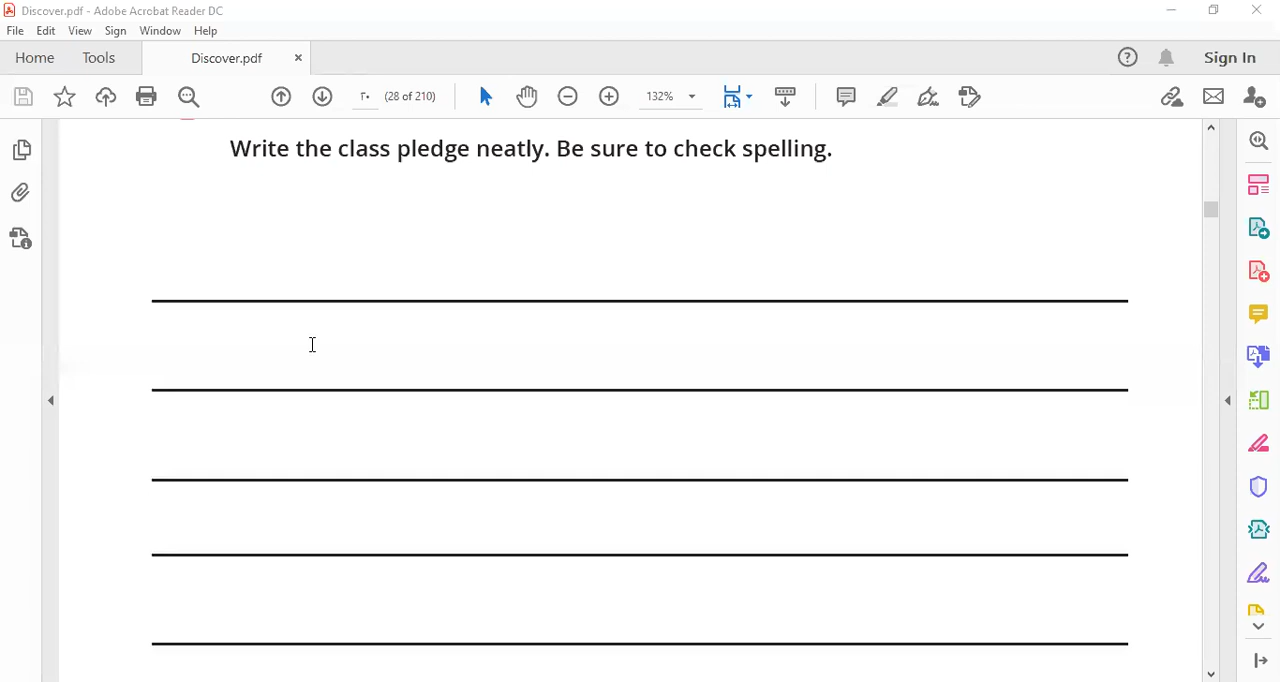 Discover.pdf - Adobe Acrobat Reader DC
File Edit View Sign Window Help
Home Tools Discover.pdf × Sign In
٢٠ (28 of 210) 132%
Write the class pledge neatly. Be sure to check spelling.